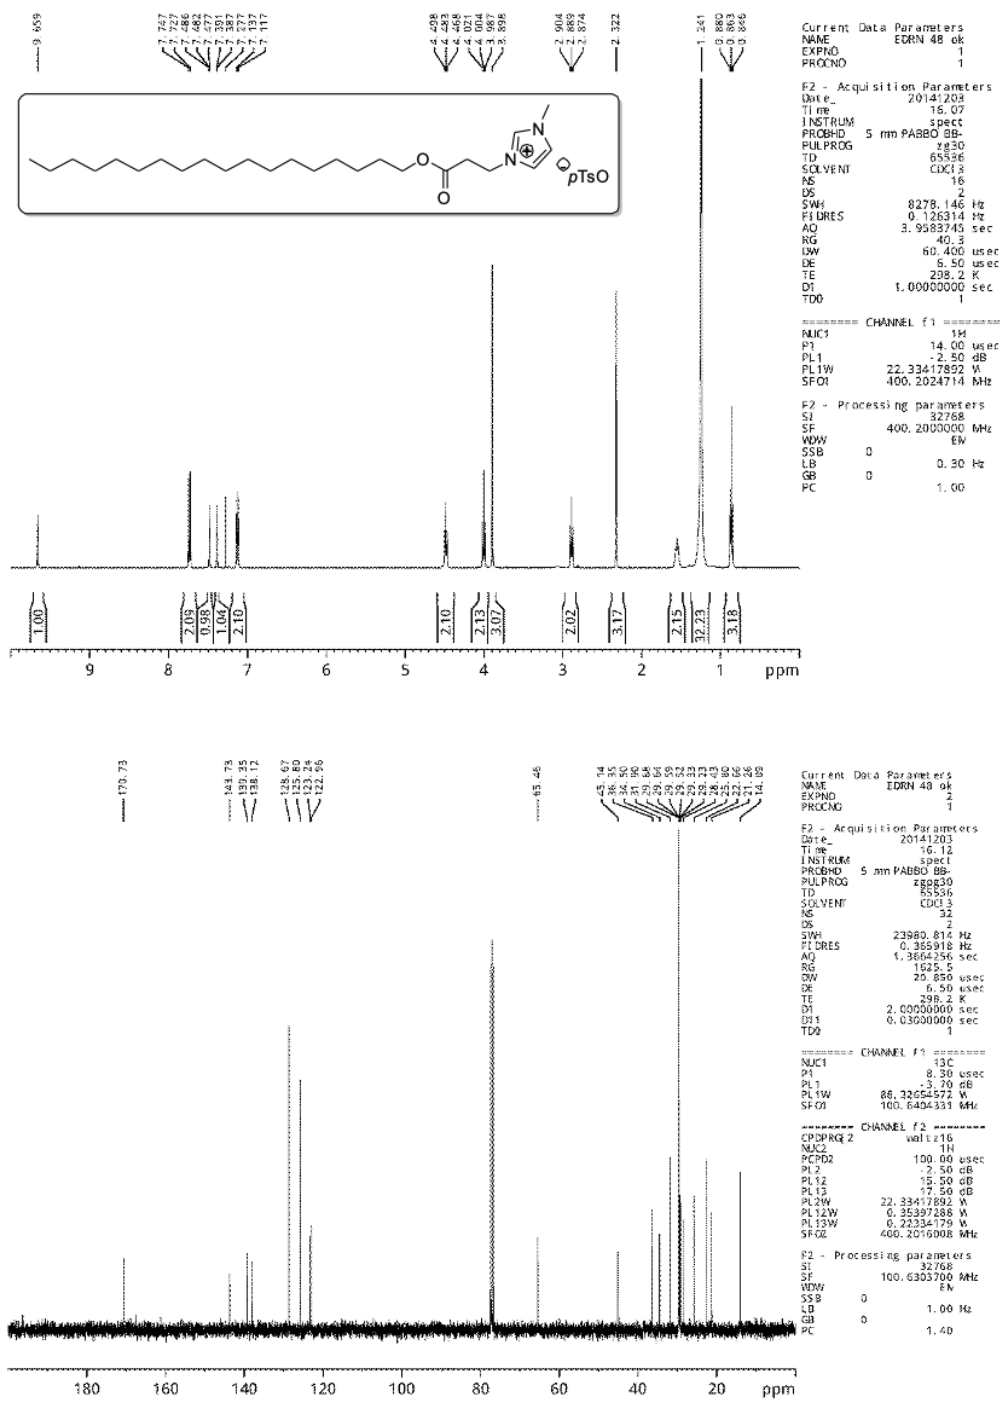 9.659
7.747
7.727
7.486
7.482
7.477
7.391
7.387
7.277
7.137
7.117
4.498
4.483
4.468
4.021
4.004
3.987
3.898
2.904
2.889
2.874
2.322
1.241
0.880
0.863
0.846
N
N
O
O
pTsO
1.00
2.09
0.98
1.04
2.10
2.10
2.13
3.07
2.02
3.17
2.15
32.23
3.18
9 8 7 6 5 4 3 2 1 ppm
Current Data Parameters
NAME EDRN 48 ok
EXPNO 1
PROCNO 1
F2 - Acquisition Parameters
Date_ 20141203
Time 16.07
INSTRUM spect
PROBHD 5 mm PABBO BB-
PULPROG zg30
TD 65536
SOLVENT CDCl3
NS 16
DS 2
SWH 8278.146 Hz
FIDRES 0.126314 Hz
AQ 3.9583745 sec
RG 40.3
DW 60.400 usec
DE 6.50 usec
TE 298.2 K
D1 1.00000000 sec
TD0 1
======== CHANNEL f1 ========
NUC1 1H
P1 14.00 usec
PL1 -2.50 dB
PL1W 22.33417892 W
SFO1 400.2024714 MHz
F2 - Processing parameters
SI 32768
SF 400.2000000 MHz
WDW EM
SSB 0
LB 0.30 Hz
GB 0
PC 1.00
170.73
143.73
139.35
138.12
128.67
125.80
123.24
122.96
65.46
45.14
36.35
34.50
31.90
29.68
29.64
29.59
29.52
29.33
29.23
28.43
25.80
22.66
21.26
14.09
180 160 140 120 100 80 60 40 20 ppm
Current Data Parameters
NAME EDRN 48 ok
EXPNO 2
PROCNO 1
F2 - Acquisition Parameters
Date_ 20141203
Time 16.12
INSTRUM spect
PROBHD 5 mm PABBO BB-
PULPROG zgpg30
TD 65536
SOLVENT CDCl3
NS 32
DS 2
SWH 23980.814 Hz
FIDRES 0.365918 Hz
AQ 1.3664256 sec
RG 1625.5
DW 20.850 usec
DE 6.50 usec
TE 298.2 K
D1 2.00000000 sec
D11 0.03000000 sec
TD0 1
======== CHANNEL f1 ========
NUC1 13C
P1 8.30 usec
PL1 -3.70 dB
PL1W 88.32654572 W
SFO1 100.6404331 MHz
======== CHANNEL f2 ========
CPDPRG2 waltz16
NUC2 1H
PCPD2 100.00 usec
PL2 -2.50 dB
PL12 15.50 dB
PL13 17.50 dB
PL2W 22.33417892 W
PL12W 0.35397288 W
PL13W 0.22334179 W
SFO2 400.2016008 MHz
F2 - Processing parameters
SI 32768
SF 100.6303700 MHz
WDW EM
SSB 0
LB 1.00 Hz
GB 0
PC 1.40